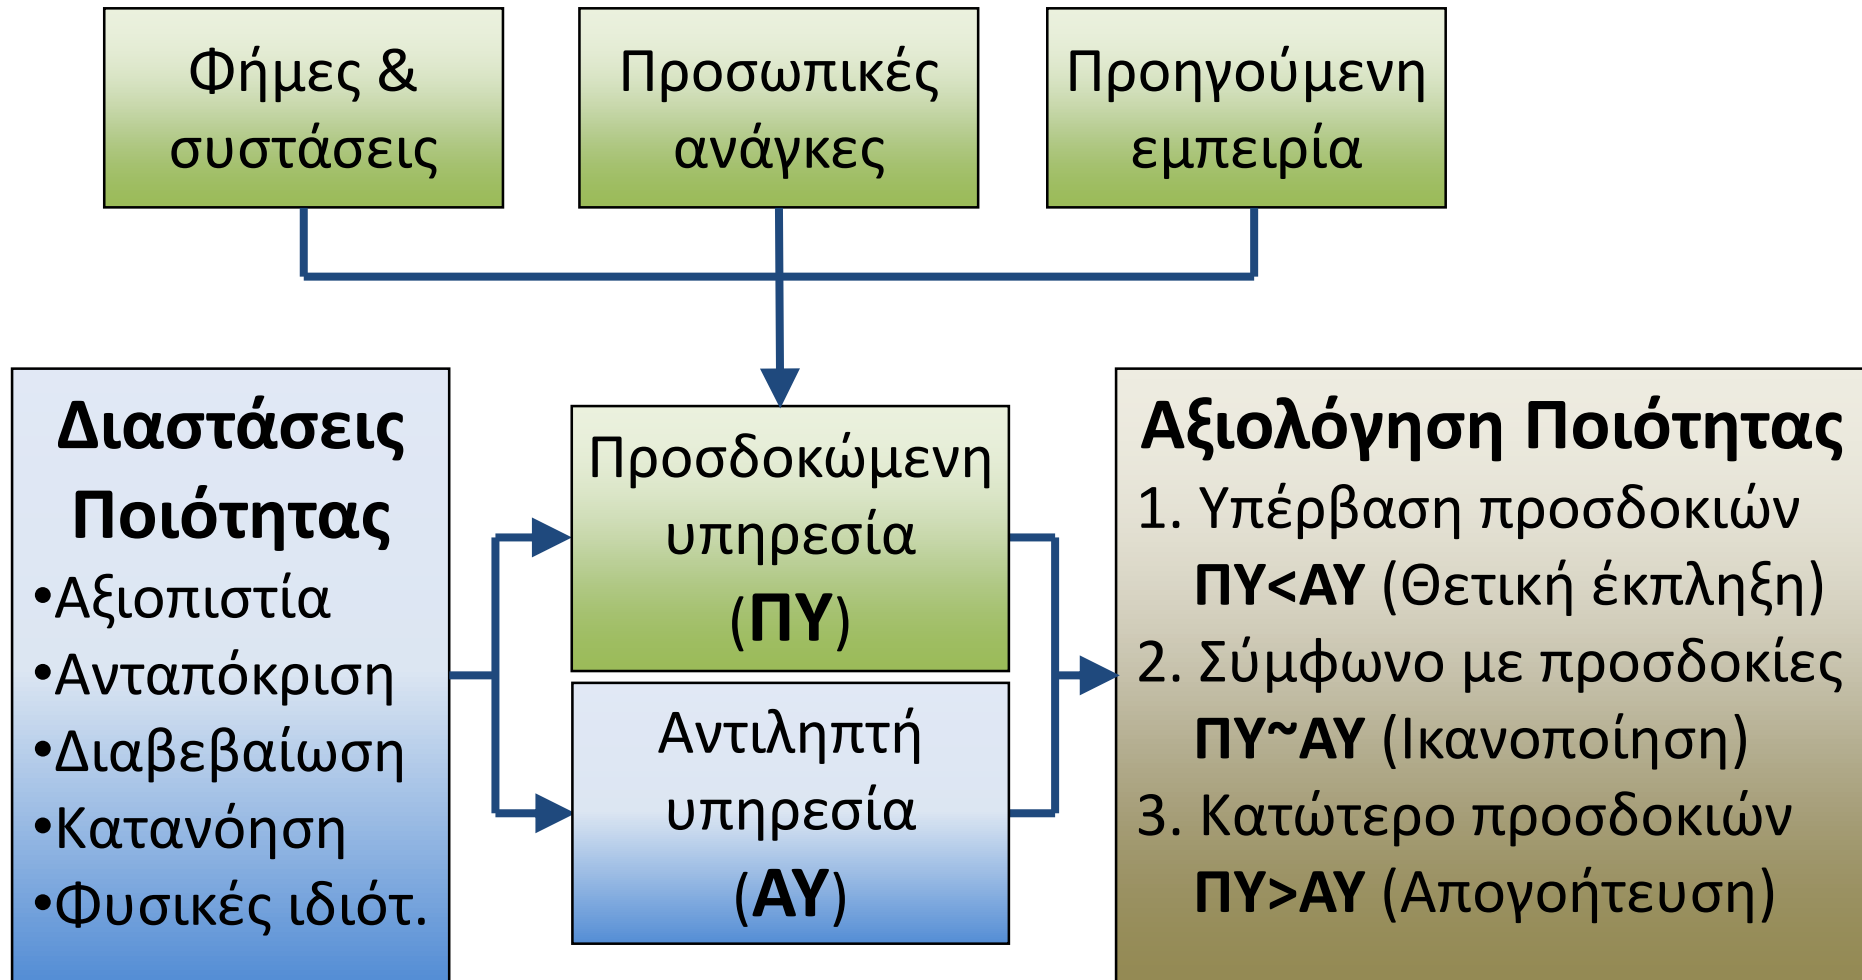 Φήμες &
συστάσεις
Προσωπικές
ανάγκες
Προηγούμενη
εμπειρία
Διαστάσεις
Ποιότητας
•Αξιοπιστία
•Ανταπόκριση
•Διαβεβαίωση
•Κατανόηση
•Φυσικές ιδιότ.
Προσδοκώμενη
υπηρεσία
(ΠΥ)
Αντιληπτή
υπηρεσία
(ΑΥ)
Αξιολόγηση Ποιότητας
1. Υπέρβαση προσδοκιών
ΠΥ<ΑΥ (Θετική έκπληξη)
2. Σύμφωνο με προσδοκίες
ΠΥ~ΑΥ (Ικανοποίηση)
3. Κατώτερο προσδοκιών
ΠΥ>ΑΥ (Απογοήτευση)